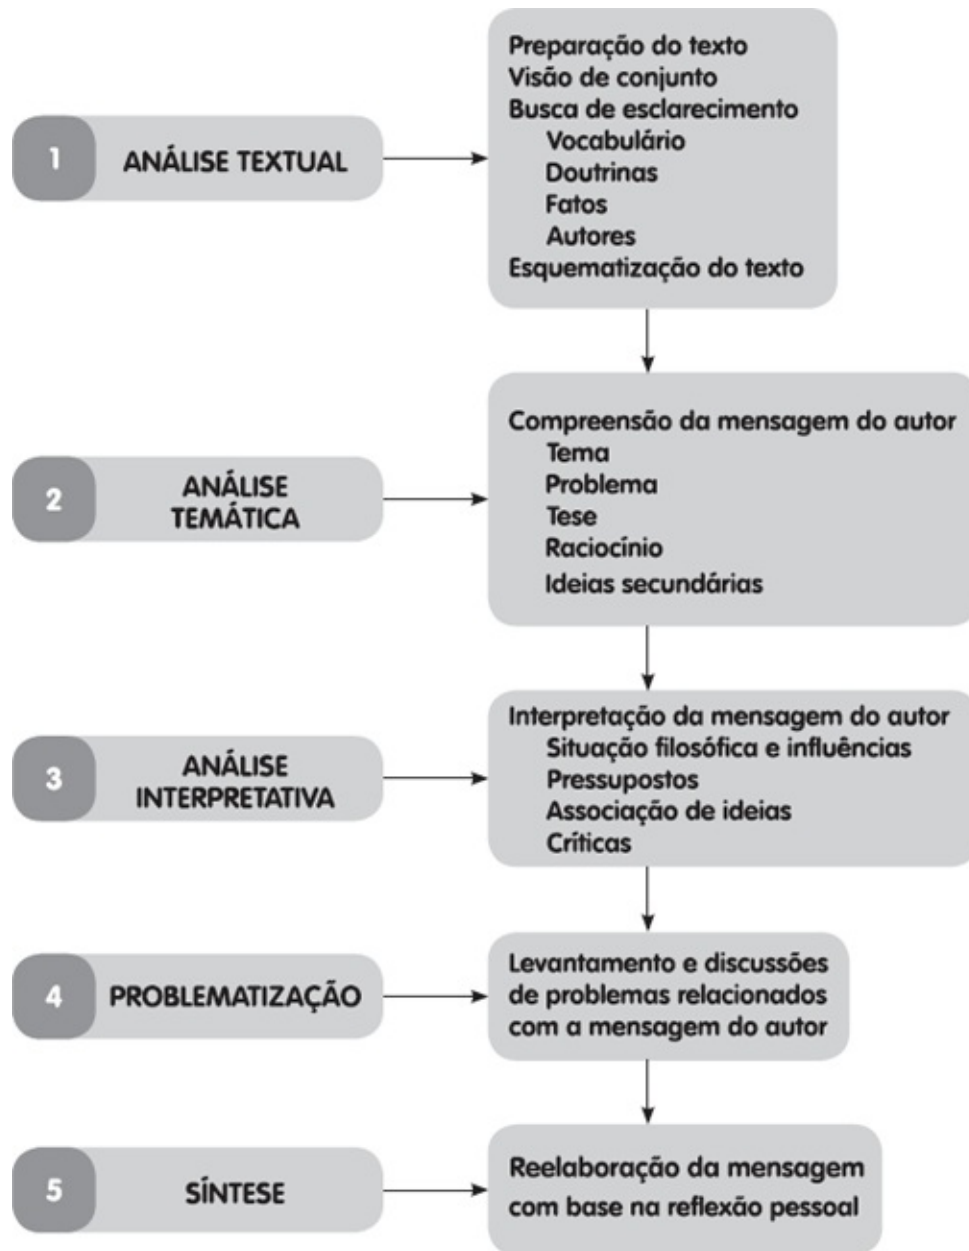 1
ANÁLISE TEXTUAL
Preparação do texto
Visão de conjunto
Busca de esclarecimento
Vocabulário
Doutrinas
Fatos
Autores
Esquematização do texto
2
ANÁLISE
TEMÁTICA
Compreensão da mensagem do autor
Tema
Problema
Tese
Raciocínio
Ideias secundárias
3
ANÁLISE
INTERPRETATIVA
Interpretação da mensagem do autor
Situação filosófica e influências
Pressupostos
Associação de ideias
Críticas
4
PROBLEMATIZAÇÃO
Levantamento e discussões
de problemas relacionados
com a mensagem do autor
5
SÍNTESE
Reelaboração da mensagem
com base na reflexão pessoal